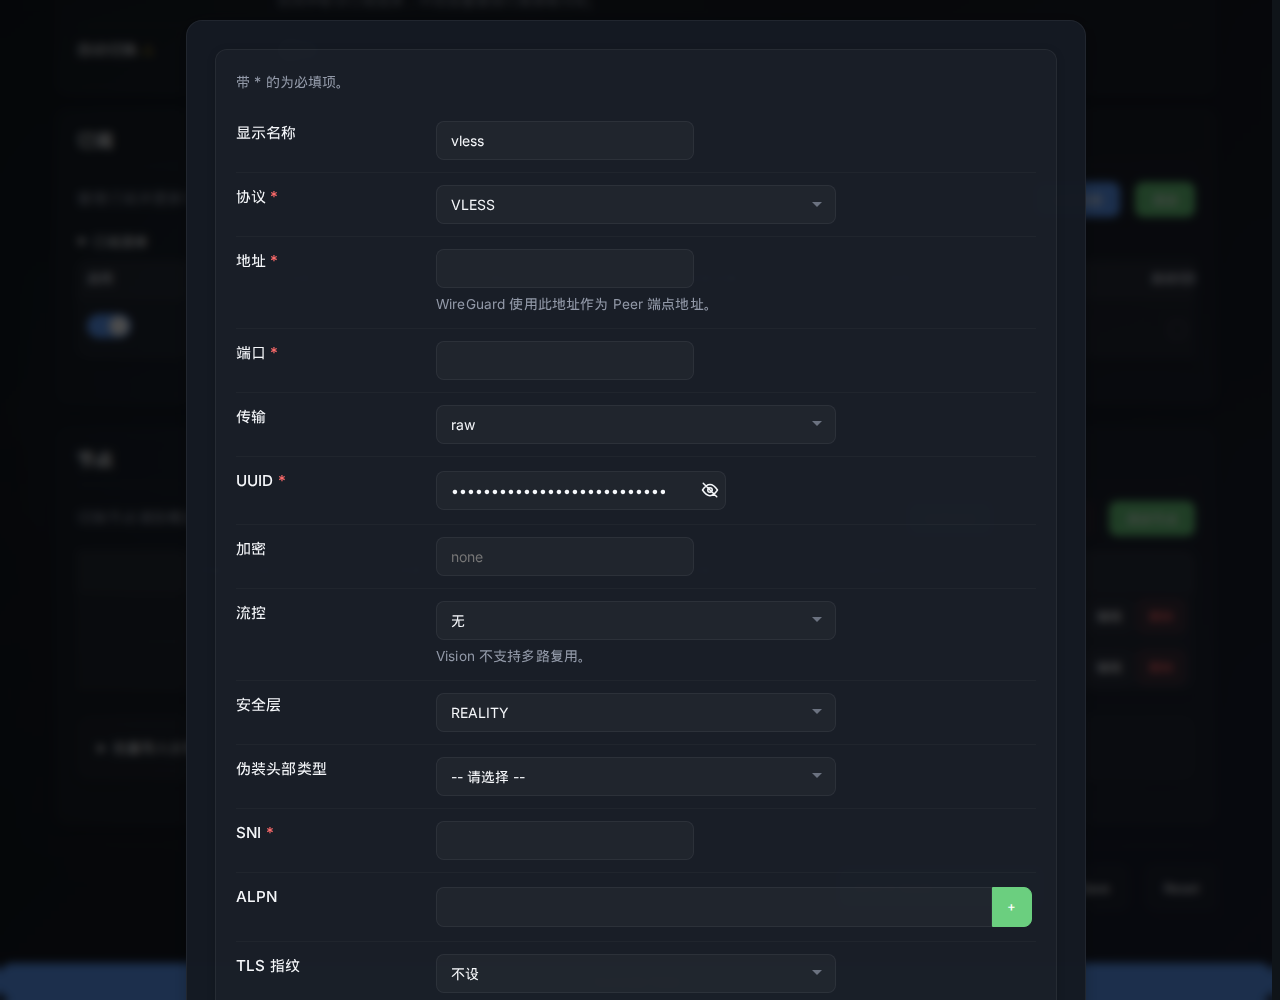 带 * 的为必填项。
显示名称
vless
协议 *
VLESS
地址 *
WireGuard 使用此地址作为 Peer 端点地址。
端口 *
传输
raw
UUID *
••••••••••••••••••••••••••••
加密
none
流控
无
Vision 不支持多路复用。
安全层
REALITY
伪装头部类型
-- 请选择 --
SNI *
ALPN
+
TLS 指纹
不设